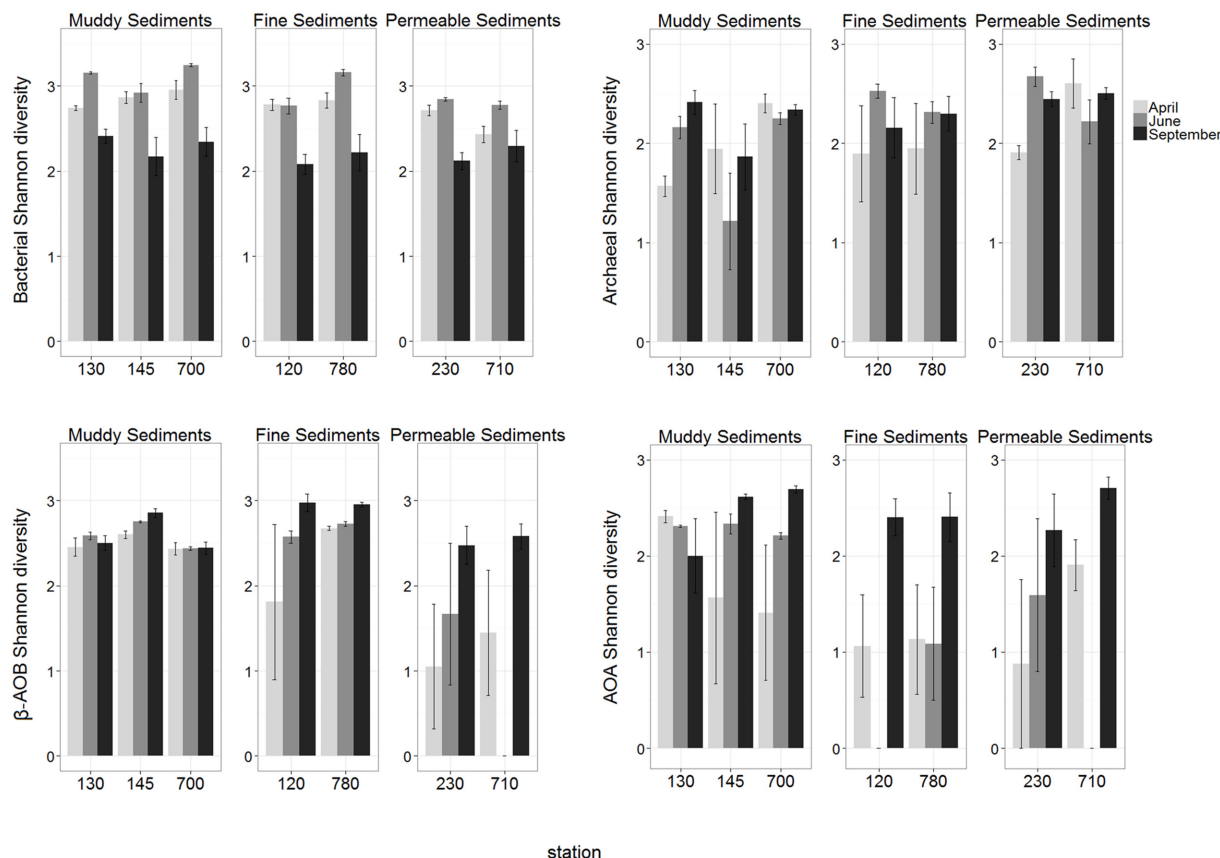 Muddy Sediments Fine Sediments Permeable Sediments
Bacterial Shannon diversity
3
2
1
0
130 145 700 120 780 230 710
Muddy Sediments Fine Sediments Permeable Sediments
Archaeal Shannon diversity
3
2
1
0
130 145 700 120 780 230 710
April
June
September
Muddy Sediments Fine Sediments Permeable Sediments
β-AOB Shannon diversity
3
2
1
0
130 145 700 120 780 230 710
Muddy Sediments Fine Sediments Permeable Sediments
AOA Shannon diversity
3
2
1
0
130 145 700 120 780 230 710
station